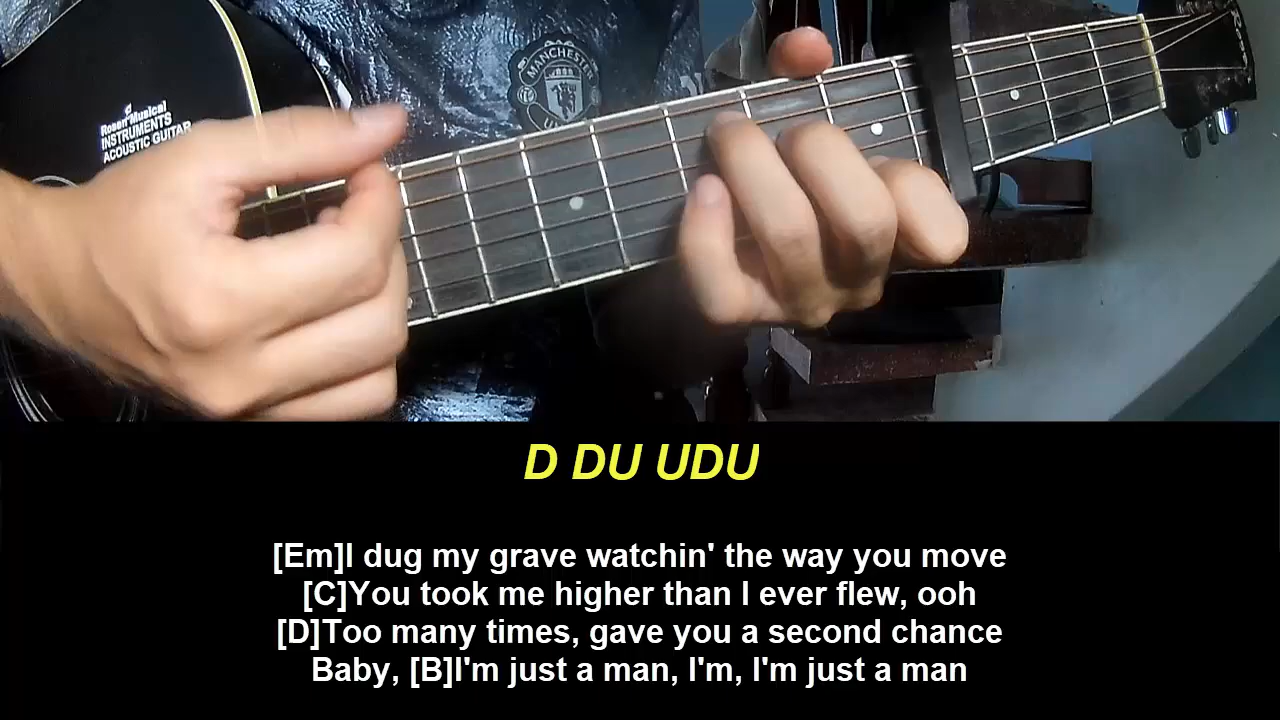 Rosen Musical
INSTRUMENTS
ACOUSTIC GUITAR
MANCHESTER
D DU UDU
[Em]I dug my grave watchin' the way you move
[C]You took me higher than I ever flew, ooh
[D]Too many times, gave you a second chance
Baby, [B]I'm just a man, I'm, I'm just a man